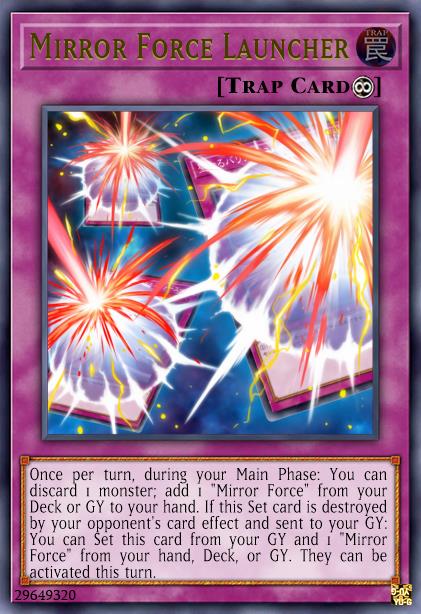 MIRROR FORCE LAUNCHER
TRAP
罠
[TRAP CARD ]
Once per turn, during your Main Phase: You can
discard 1 monster; add 1 "Mirror Force" from your
Deck or GY to your hand. If this Set card is destroyed
by your opponent's card effect and sent to your GY:
You can Set this card from your GY and 1 "Mirror
Force" from your hand, Deck, or GY. They can be
activated this turn.
29649320